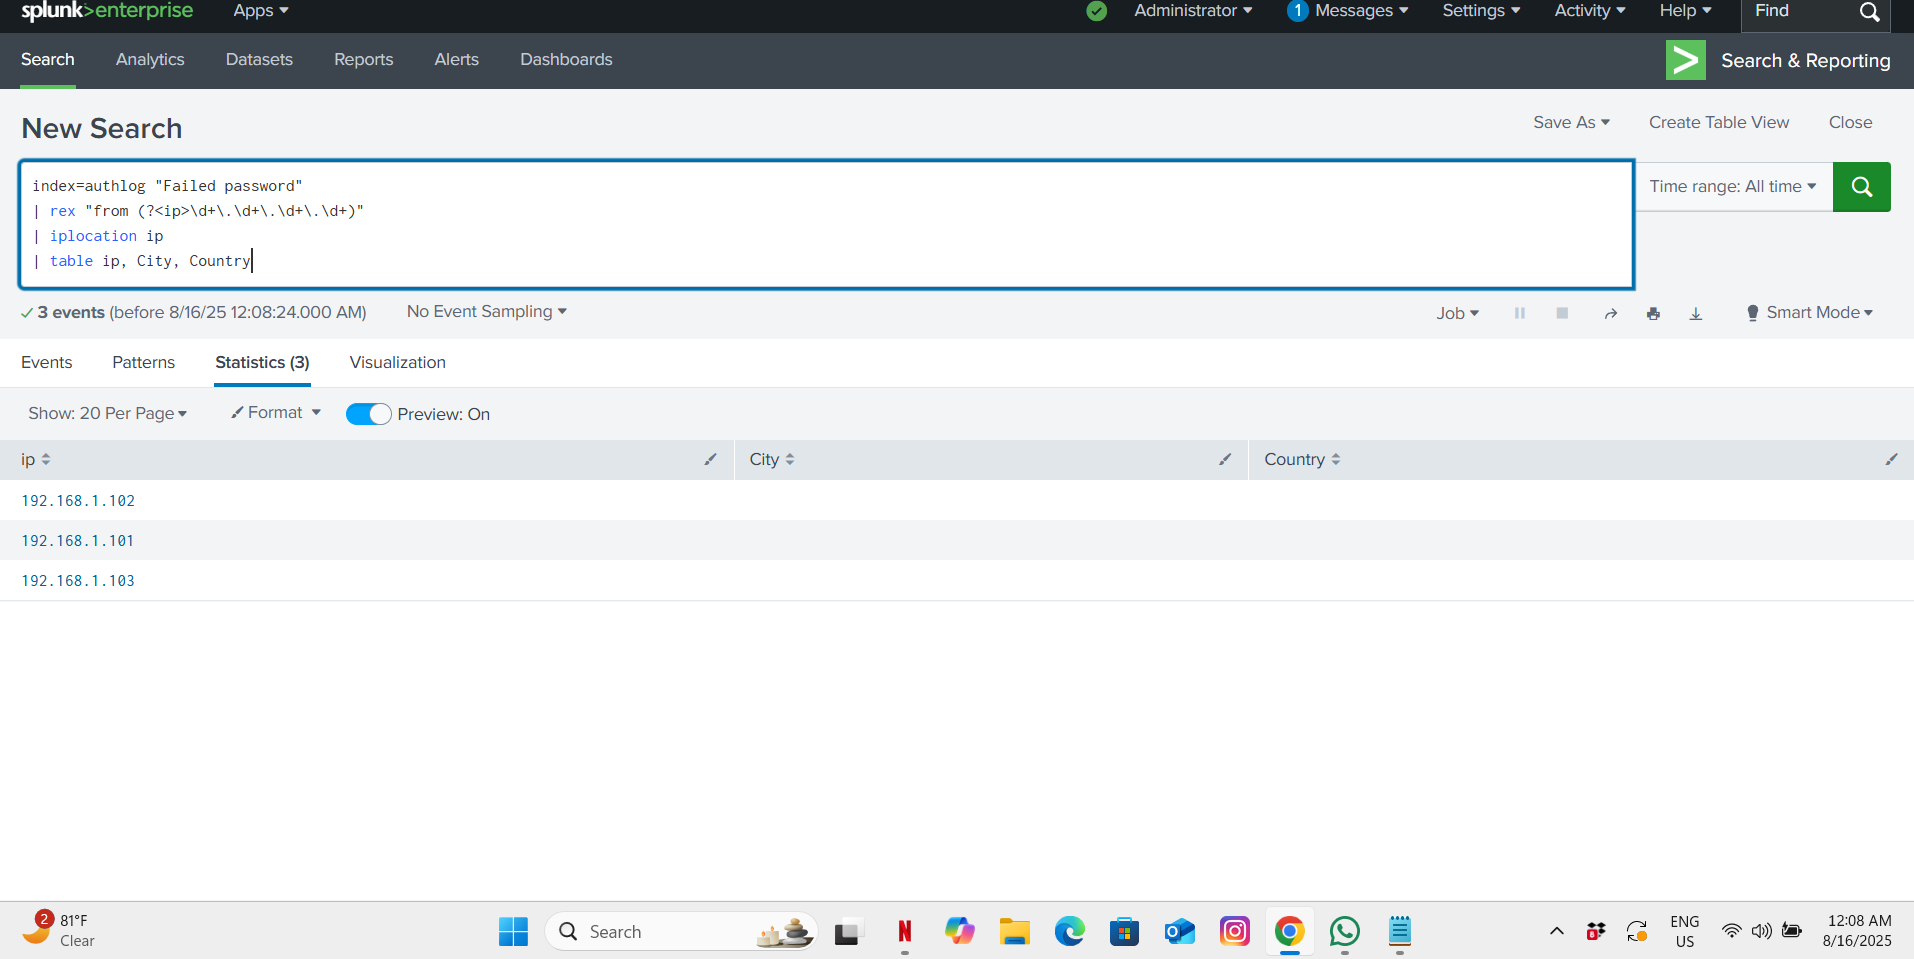 splunk>enterprise Apps Administrator 1 Messages Settings Activity Help Find
Search Analytics Datasets Reports Alerts Dashboards Search & Reporting
New Search Save As Create Table View Close
index=authlog "Failed password"
| rex "from (?<ip>\d+\.\d+\.\d+\.\d+)"
| iplocation ip
| table ip, City, Country
Time range: All time
3 events (before 8/16/25 12:08:24.000 AM) No Event Sampling Job Smart Mode
Events Patterns Statistics (3) Visualization
Show: 20 Per Page Format Preview: On
ip City Country
192.168.1.102
192.168.1.101
192.168.1.103
2 81°F
Clear
Search
ENG
US
12:08 AM
8/16/2025